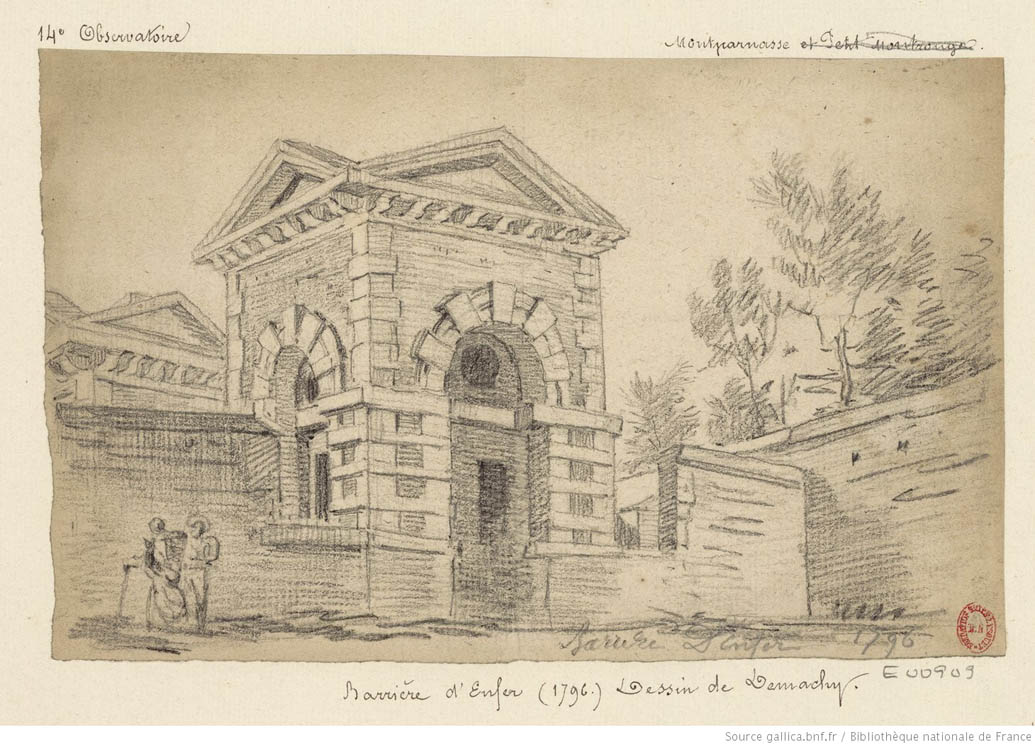 14e Observatoire
Montparnasse et Petit Montrouge.
Barrière D'Enfer 1796
Barrière d'Enfer (1796.) Dessin de Demachy.
E 00909
Source gallica.bnf.fr / Bibliothèque nationale de France